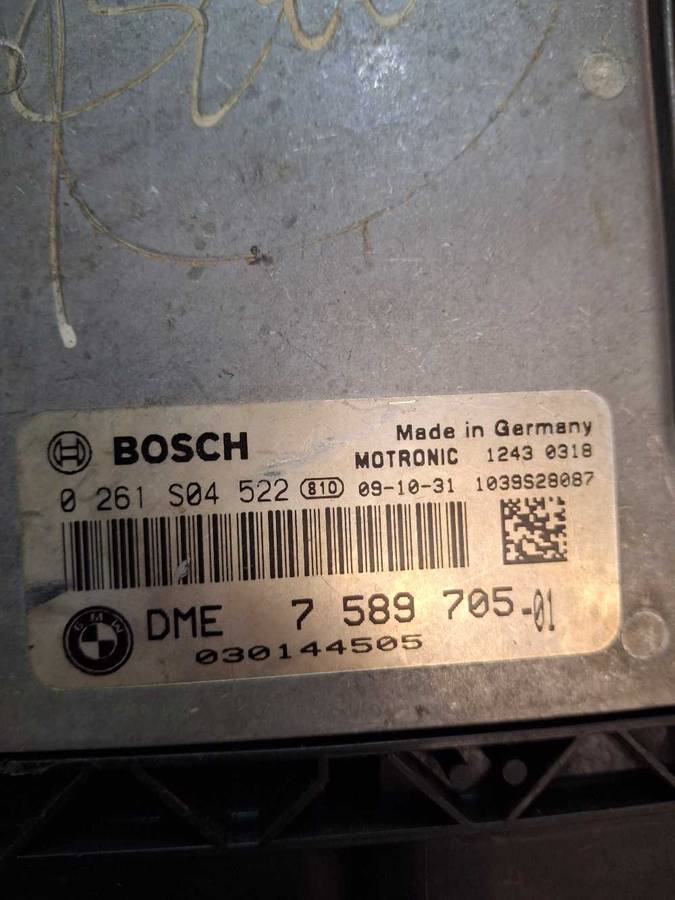 Made in Germany
BOSCH
MOTRONIC 1243 0318
0 261 S04 522 810 09-10-31 1039S28087
BMW
DME 7 589 705-01
030144505